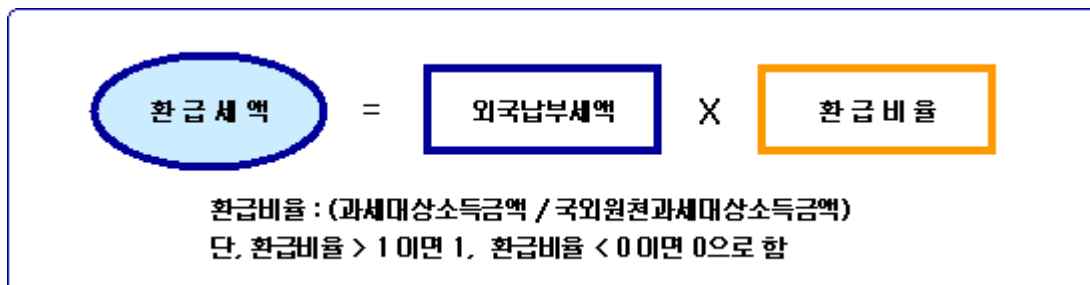 환 급 세 액 = 외국납부세액 X 환 급 비 율
환급비율 : (과세대상소득금액 / 국외원천과세대상소득금액)
단, 환급비율 > 1 이면 1, 환급비율 < 0 이면 0으로 함